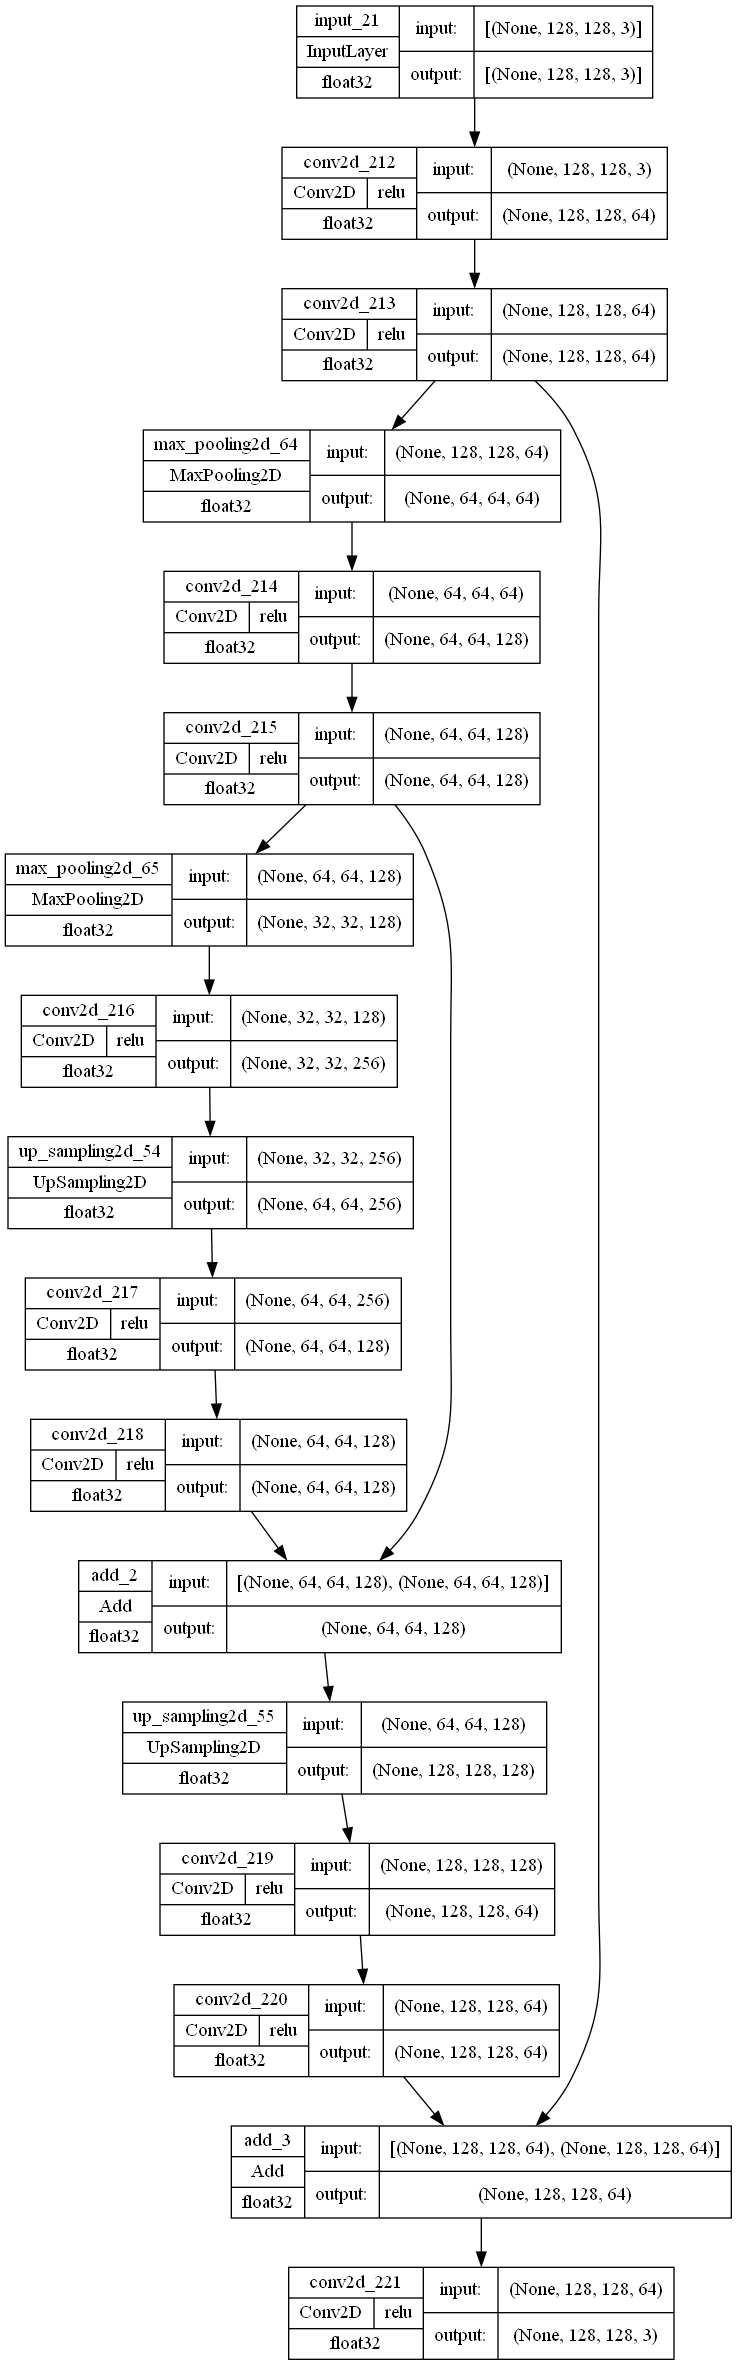 input_21
InputLayer
float32
input:
[(None, 128, 128, 3)]
output:
[(None, 128, 128, 3)]
conv2d_212
Conv2D relu
float32
input:
(None, 128, 128, 3)
output:
(None, 128, 128, 64)
conv2d_213
Conv2D relu
float32
input:
(None, 128, 128, 64)
output:
(None, 128, 128, 64)
max_pooling2d_64
MaxPooling2D
float32
input:
(None, 128, 128, 64)
output:
(None, 64, 64, 64)
conv2d_214
Conv2D relu
float32
input:
(None, 64, 64, 64)
output:
(None, 64, 64, 128)
conv2d_215
Conv2D relu
float32
input:
(None, 64, 64, 128)
output:
(None, 64, 64, 128)
max_pooling2d_65
MaxPooling2D
float32
input:
(None, 64, 64, 128)
output:
(None, 32, 32, 128)
conv2d_216
Conv2D relu
float32
input:
(None, 32, 32, 128)
output:
(None, 32, 32, 256)
up_sampling2d_54
UpSampling2D
float32
input:
(None, 32, 32, 256)
output:
(None, 64, 64, 256)
conv2d_217
Conv2D relu
float32
input:
(None, 64, 64, 256)
output:
(None, 64, 64, 128)
conv2d_218
Conv2D relu
float32
input:
(None, 64, 64, 128)
output:
(None, 64, 64, 128)
add_2
Add
float32
input:
[(None, 64, 64, 128), (None, 64, 64, 128)]
output:
(None, 64, 64, 128)
up_sampling2d_55
UpSampling2D
float32
input:
(None, 64, 64, 128)
output:
(None, 128, 128, 128)
conv2d_219
Conv2D relu
float32
input:
(None, 128, 128, 128)
output:
(None, 128, 128, 64)
conv2d_220
Conv2D relu
float32
input:
(None, 128, 128, 64)
output:
(None, 128, 128, 64)
add_3
Add
float32
input:
[(None, 128, 128, 64), (None, 128, 128, 64)]
output:
(None, 128, 128, 64)
conv2d_221
Conv2D relu
float32
input:
(None, 128, 128, 64)
output:
(None, 128, 128, 3)